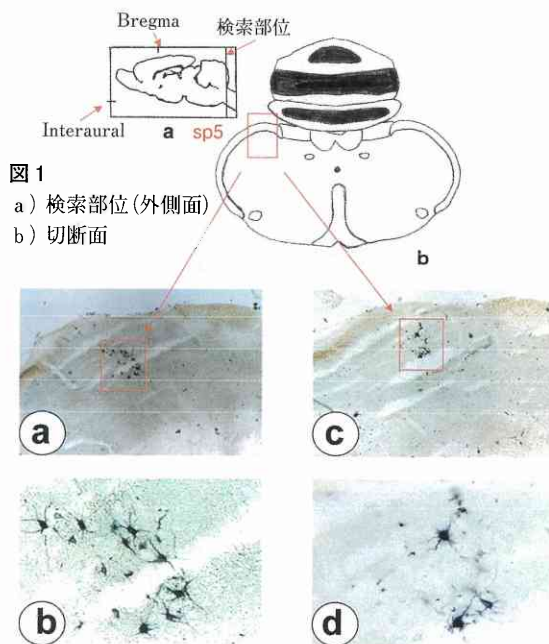 Bregma
検索部位
Interaural
a sp5
図1
a）検索部位(外側面)
b）切断面
b
a
c
b
d